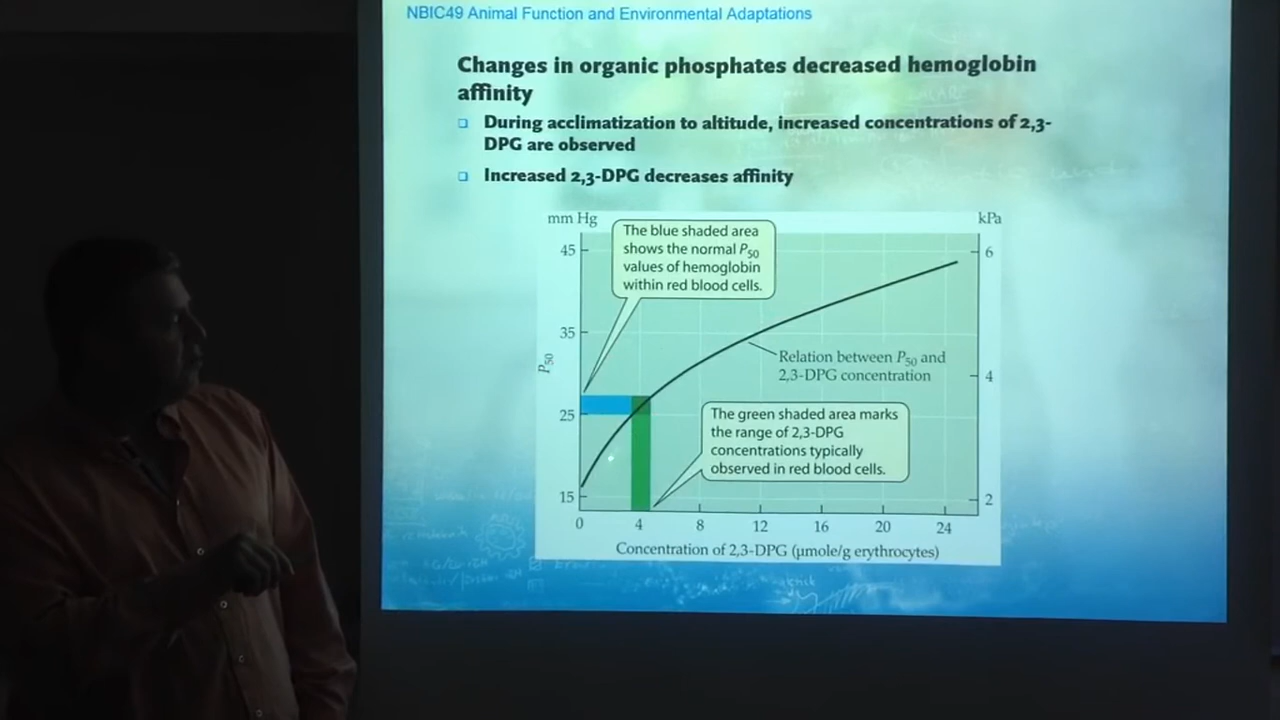 NBIC49 Animal Function and Environmental Adaptations
Changes in organic phosphates decreased hemoglobin
affinity
During acclimatization to altitude, increased concentrations of 2,3-
DPG are observed
Increased 2,3-DPG decreases affinity
mm Hg
kPa
The blue shaded area
shows the normal P50
values of hemoglobin
within red blood cells.
45
6
35
Relation between P50 and
2,3-DPG concentration
P50
4
25
The green shaded area marks
the range of 2,3-DPG
concentrations typically
observed in red blood cells.
15
2
0 4 8 12 16 20 24
Concentration of 2,3-DPG (µmole/g erythrocytes)